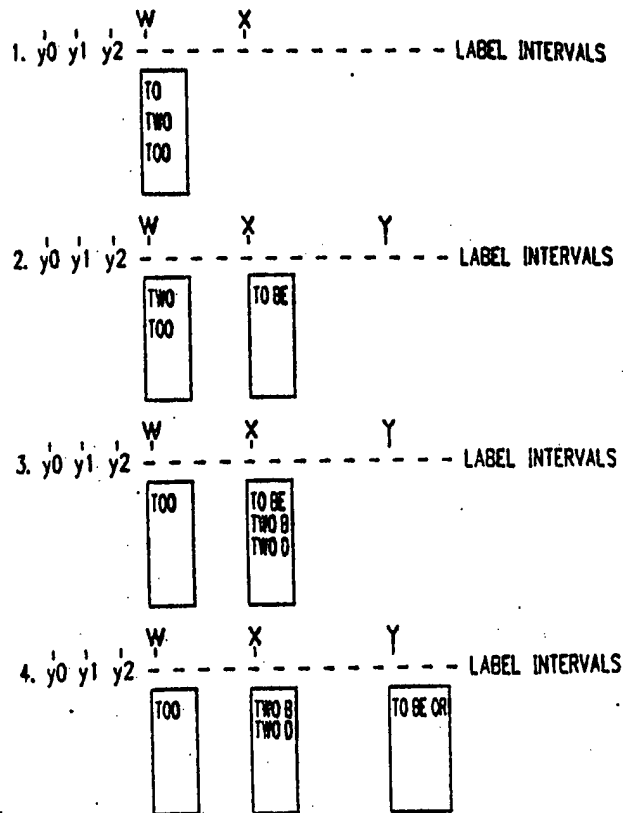 W X
1. y0 y1 y2 - - - - - - - - - - - - - LABEL INTERVALS
TO
TWO
TOO
W X Y
2. y0 y1 y2 - - - - - - - - - - - - - LABEL INTERVALS
TWO TO BE
TOO
W X Y
3. y0 y1 y2 - - - - - - - - - - - - - LABEL INTERVALS
TOO TO BE
TWO B
TWO D
W X Y
4. y0 y1 y2 - - - - - - - - - - - - - LABEL INTERVALS
TOO TWO B TO BE OR
TWO D